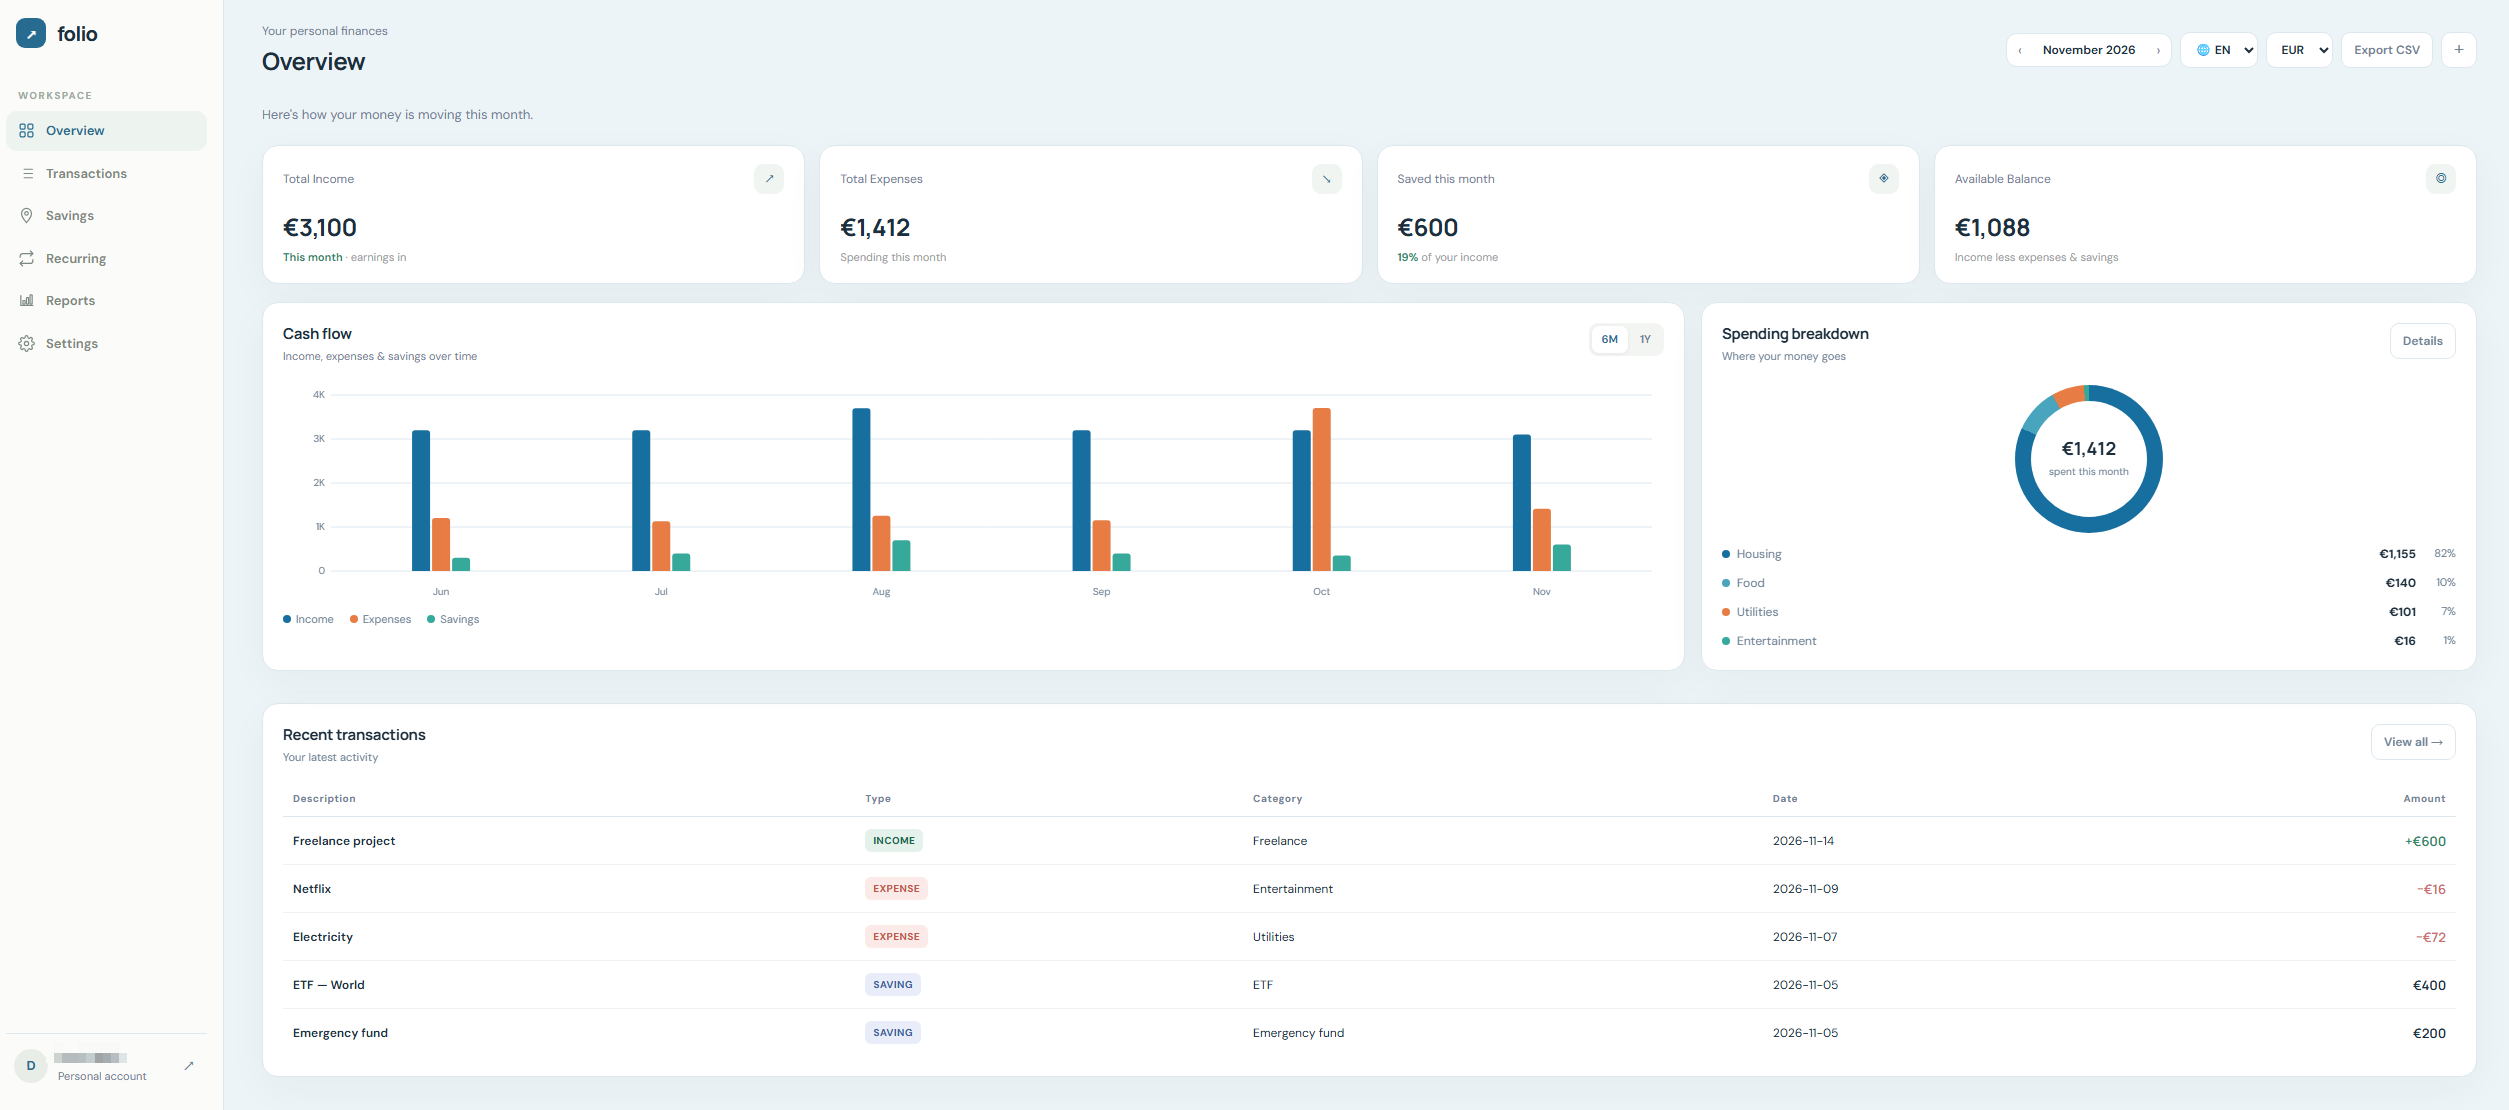 folio
WORKSPACE
Overview
Transactions
Savings
Recurring
Reports
Settings
D
Personal account
Your personal finances
Overview
November 2026
EN
EUR
Export CSV
+
Here's how your money is moving this month.
Total Income
€3,100
This month · earnings in
Total Expenses
€1,412
Spending this month
Saved this month
€600
19% of your income
Available Balance
€1,088
Income less expenses & savings
Cash flow
Income, expenses & savings over time
6M 1Y
4K
3K
2K
1K
0
Jun Jul Aug Sep Oct Nov
Income Expenses Savings
Spending breakdown
Where your money goes
Details
€1,412
spent this month
Housing €1,155 82%
Food €140 10%
Utilities €101 7%
Entertainment €16 1%
Recent transactions
Your latest activity
View all →
Description Type Category Date Amount
Freelance project INCOME Freelance 2026-11-14 +€600
Netflix EXPENSE Entertainment 2026-11-09 −€16
Electricity EXPENSE Utilities 2026-11-07 −€72
ETF — World SAVING ETF 2026-11-05 €400
Emergency fund SAVING Emergency fund 2026-11-05 €200